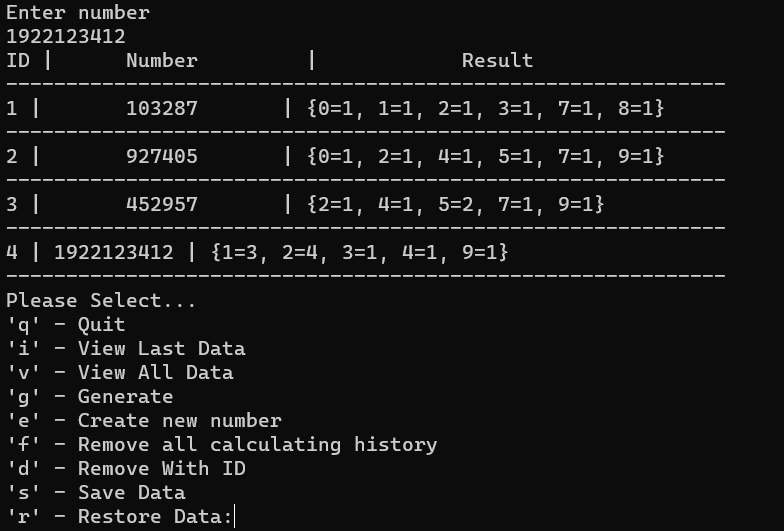 Enter number
1922123412
ID |      Number         |            Result
------------------------------------------------------------
1 |       103287       | {0=1, 1=1, 2=1, 3=1, 7=1, 8=1}
------------------------------------------------------------
2 |       927405       | {0=1, 2=1, 4=1, 5=1, 7=1, 9=1}
------------------------------------------------------------
3 |       452957       | {2=1, 4=1, 5=2, 7=1, 9=1}
------------------------------------------------------------
4 | 1922123412 | {1=3, 2=4, 3=1, 4=1, 9=1}
------------------------------------------------------------
Please Select...
'q' - Quit
'i' - View Last Data
'v' - View All Data
'g' - Generate
'e' - Create new number
'f' - Remove all calculating history
'd' - Remove With ID
's' - Save Data
'r' - Restore Data: